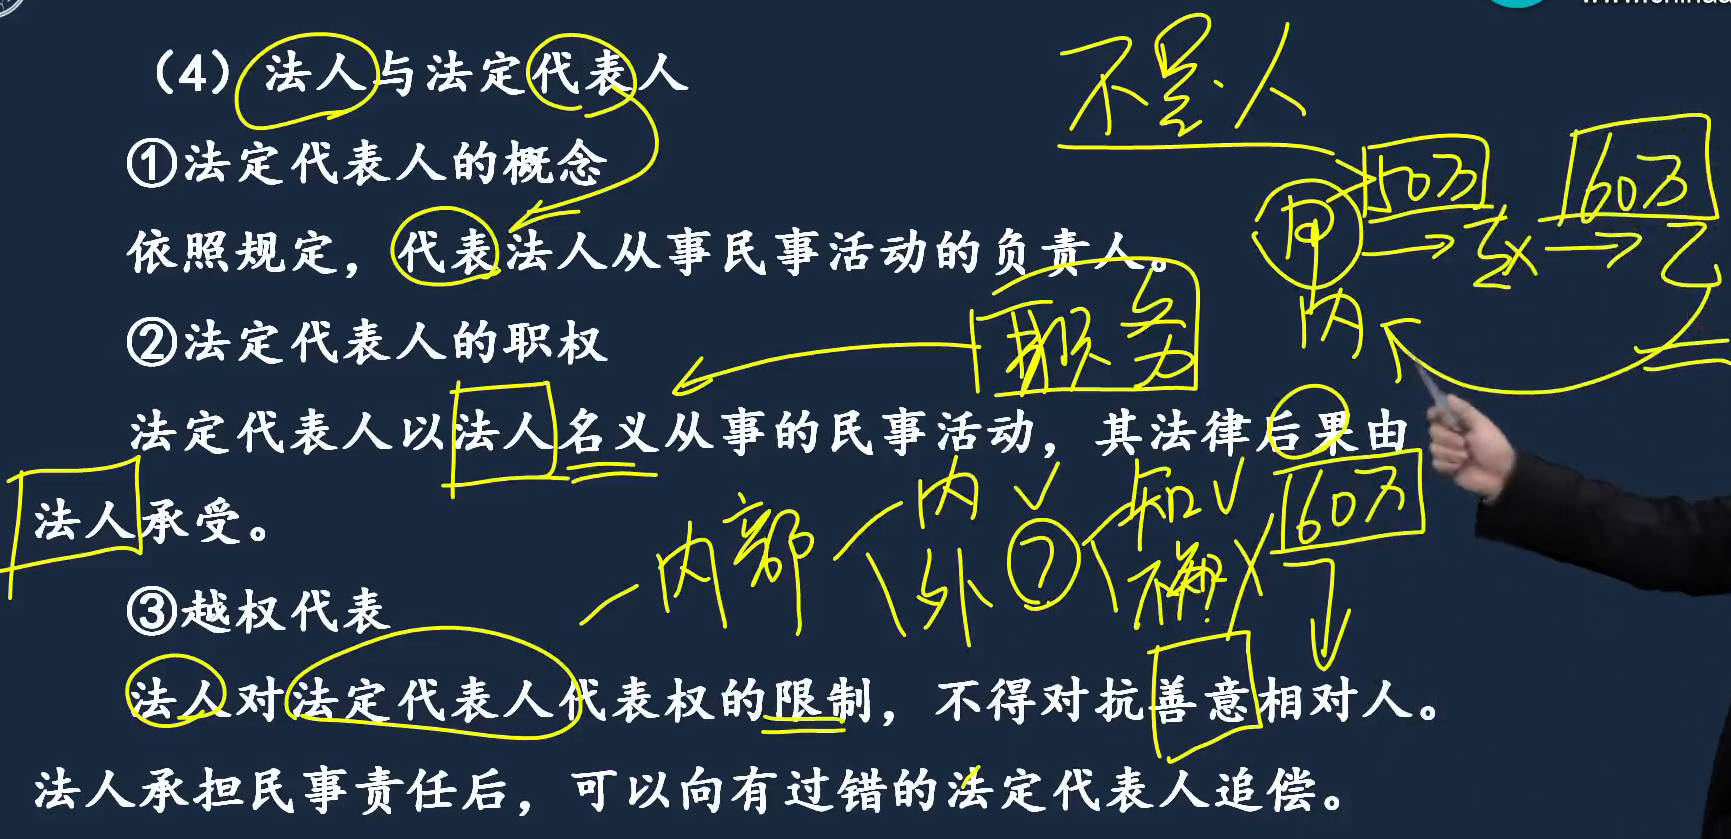 （4）法人与法定代表人
①法定代表人的概念
依照规定，代表法人从事民事活动的负责人。
②法定代表人的职权
法定代表人以法人名义从事的民事活动，其法律后果由
法人承受。
③越权代表
法人对法定代表人代表权的限制，不得对抗善意相对人。
法人承担民事责任后，可以向有过错的法定代表人追偿。
不是人
50万
60万
甲
乙
内
职务
内部
内
外
？
知
60万